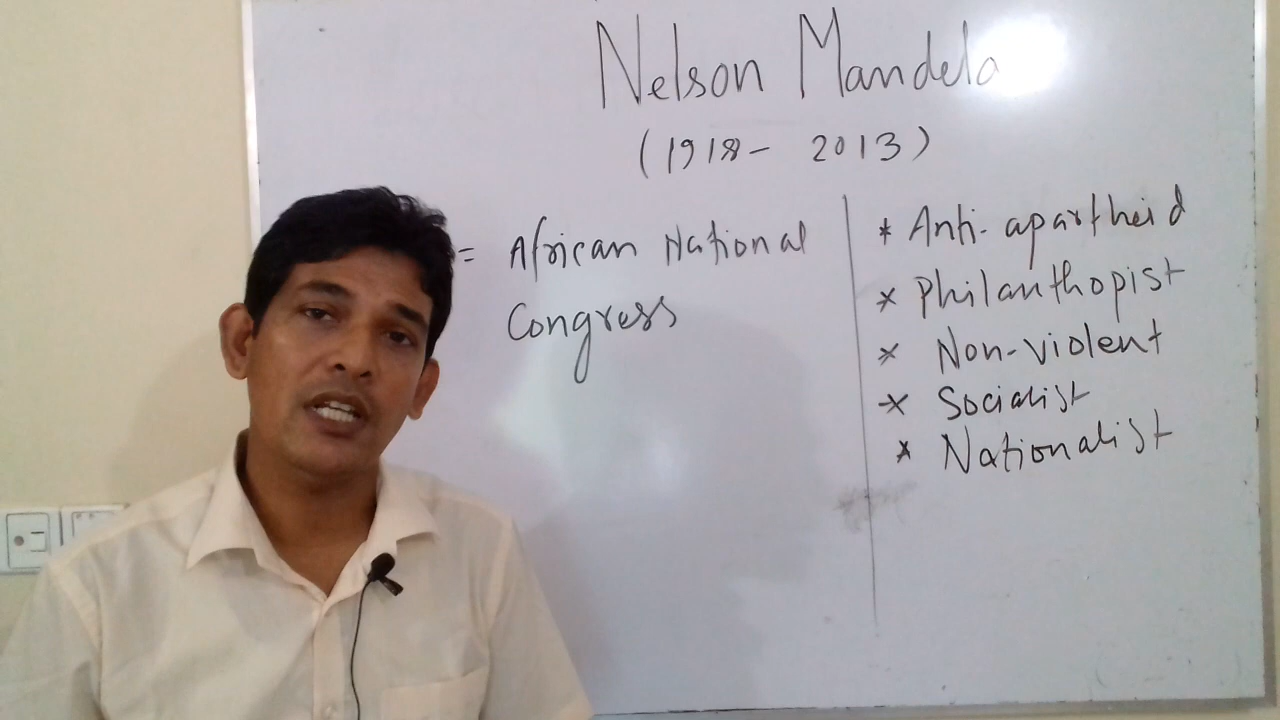 Nelson Mandela
(1918- 2013)
= African National
Congress
* Anti-apartheid
* Philanthopist
* Non-violent
* Socialist
* Nationalist